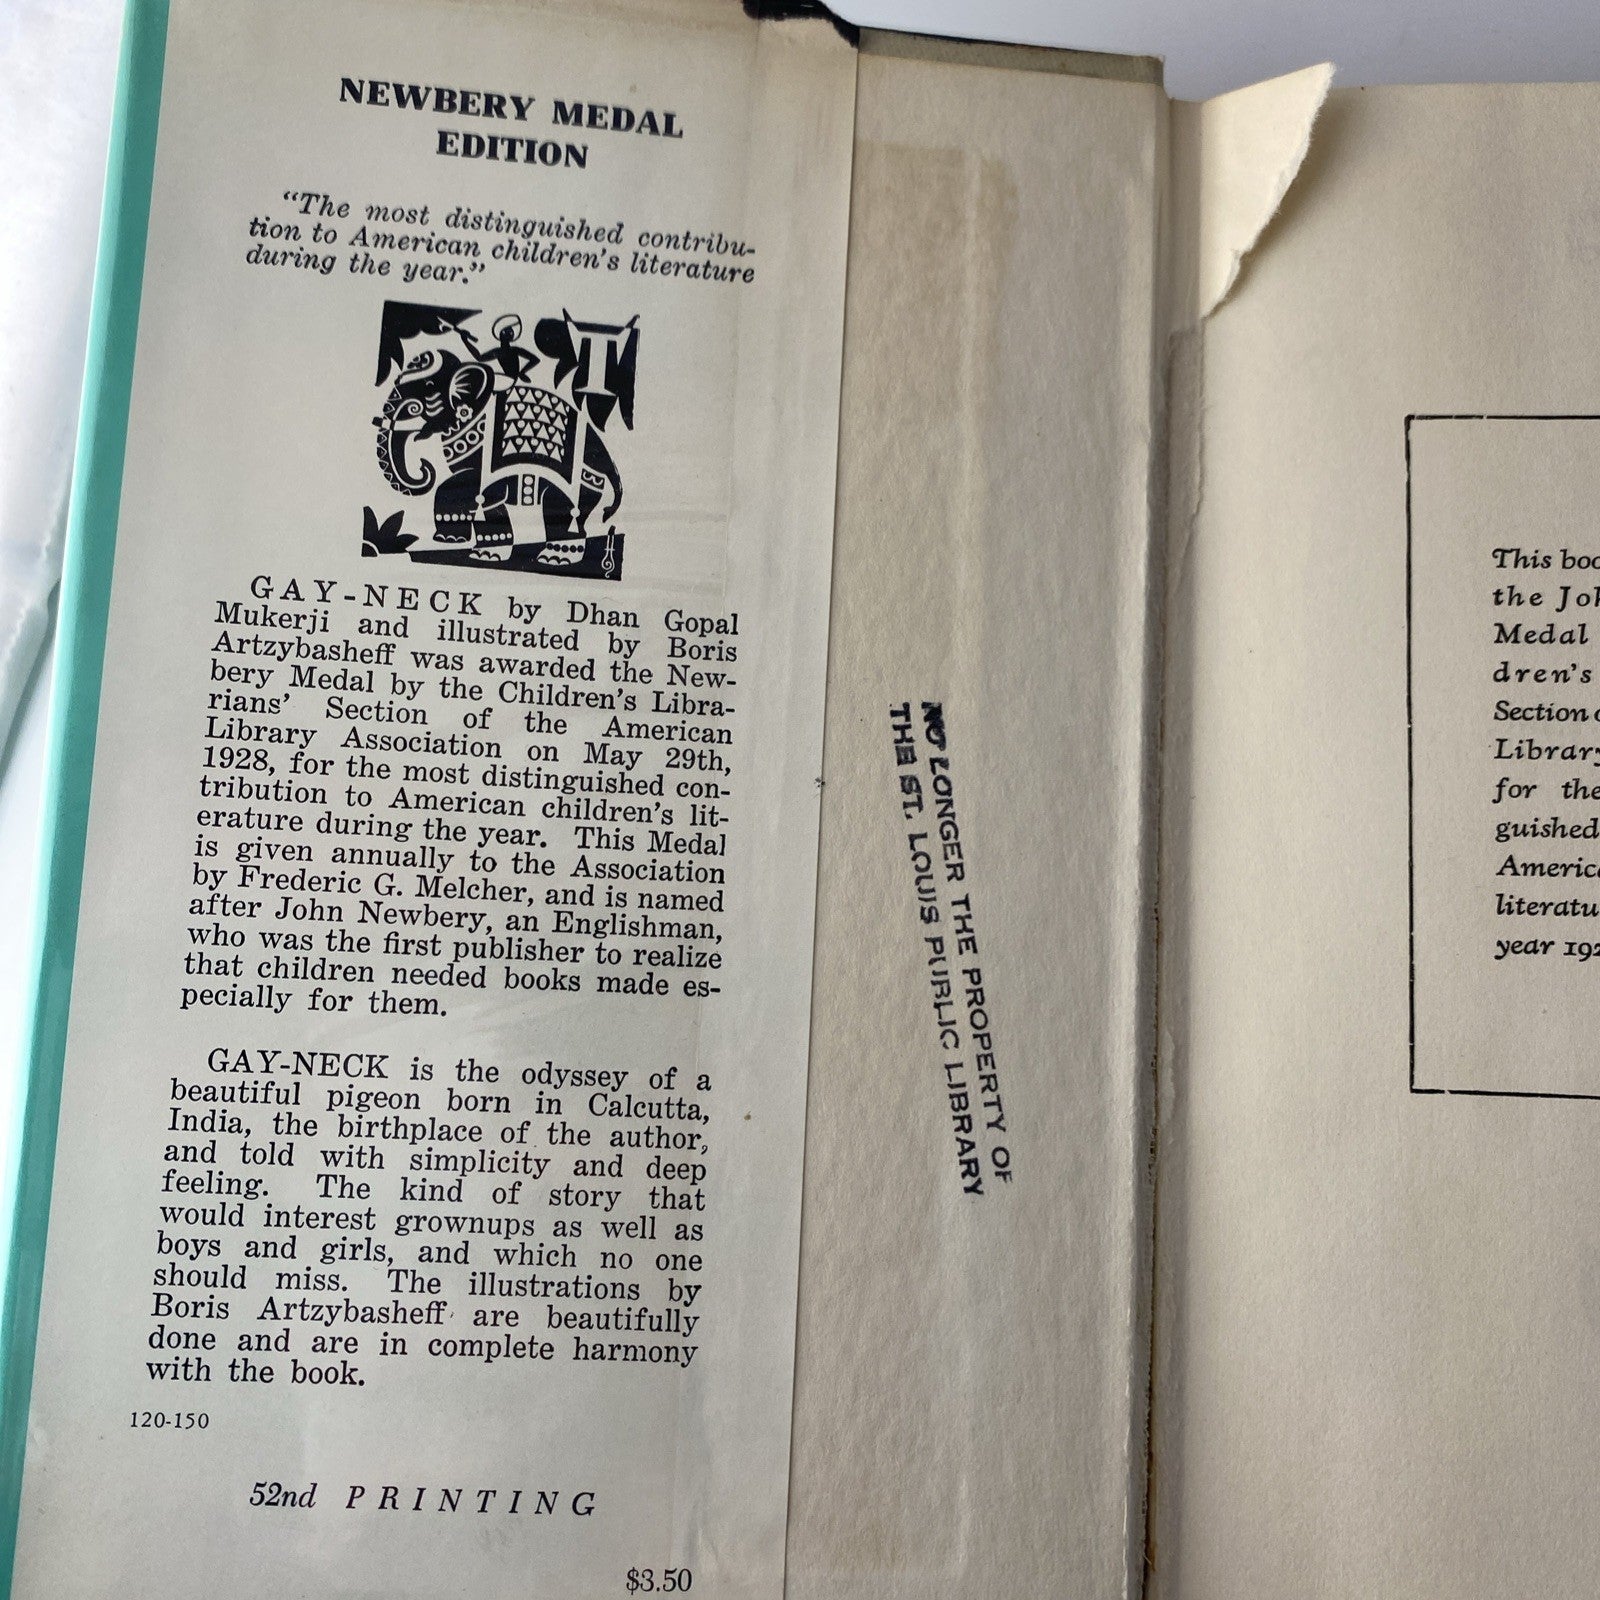 NEWBERY MEDAL
EDITION
“The most distinguished contribu-
tion to American children's literature
during the year.”
T
GAY-NECK by Dhan Gopal
Mukerji and illustrated by Boris
Artzybasheff was awarded the New-
bery Medal by the Children's Libra-
rians' Section of the American
Library Association on May 29th,
1928, for the most distinguished con-
tribution to American children's lit-
erature during the year. This Medal
is given annually to the Association
by Frederic G. Melcher, and is named
after John Newbery, an Englishman,
who was the first publisher to realize
that children needed books made es-
pecially for them.
GAY-NECK is the odyssey of a
beautiful pigeon born in Calcutta,
India, the birthplace of the author,
and told with simplicity and deep
feeling. The kind of story that
would interest grownups as well as
boys and girls, and which no one
should miss. The illustrations by
Boris Artzybasheff are beautifully
done and are in complete harmony
with the book.
120-150
52nd PRINTING
$3.50
NO LONGER THE PROPERTY OF
THE ST. LOUIS PUBLIC LIBRARY
This boo
the Joh
Medal
dren's
Section o
Library
for the
guished
America
literatu
year 192